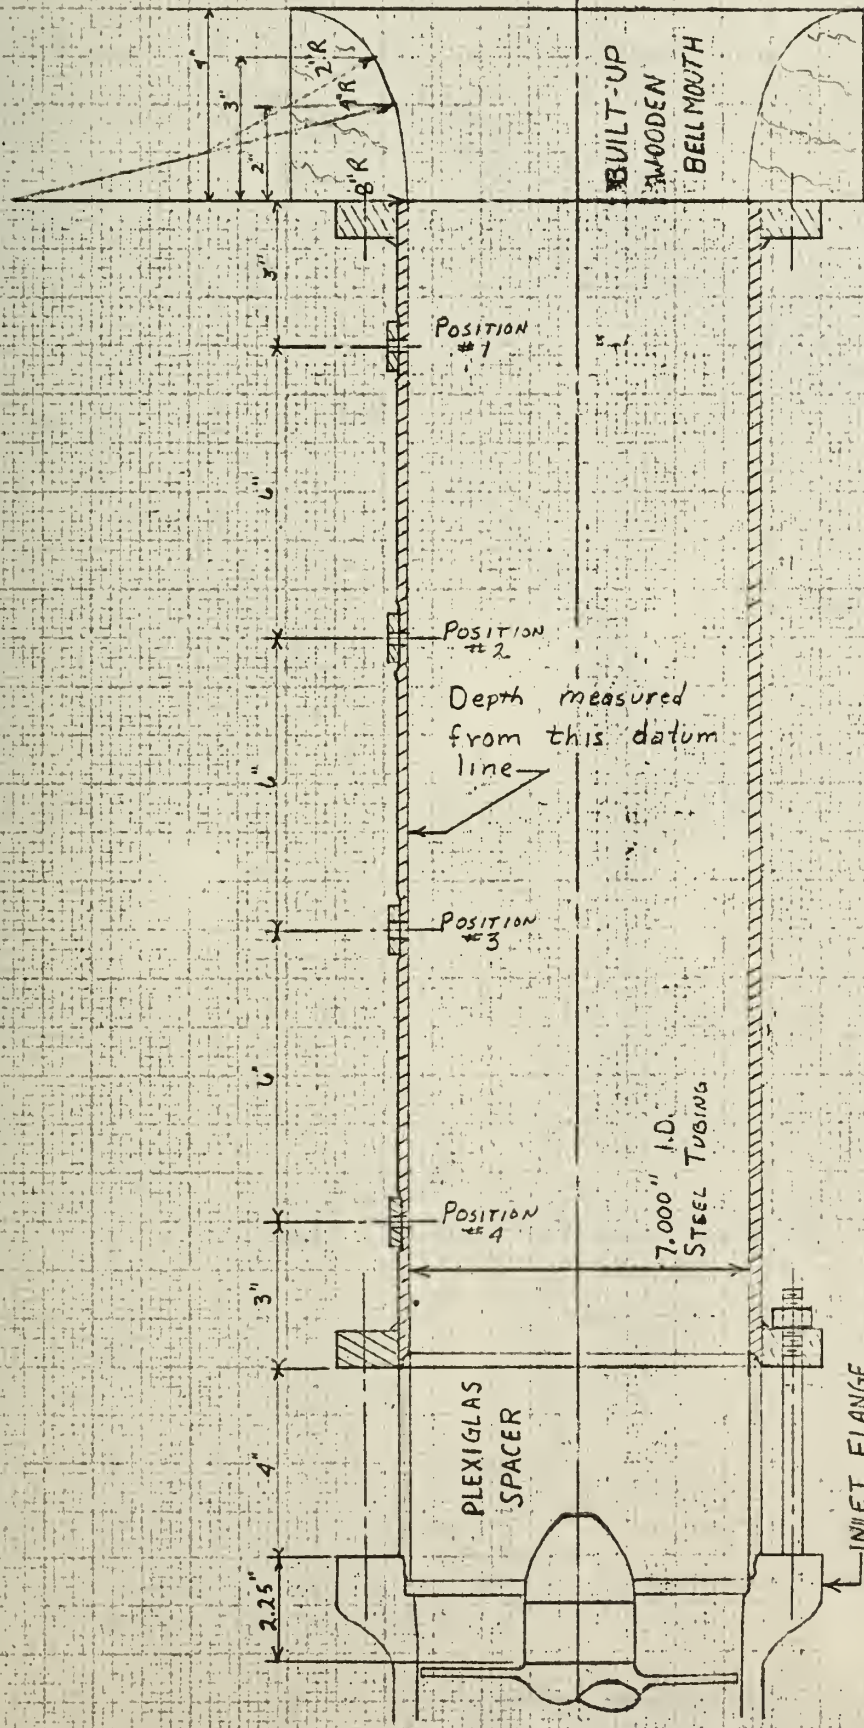 4"
3"
2"
2"R
4"R
8"R
BUILT-UP
WOODEN
BELLMOUTH
3"
POSITION
#1
6"
POSITION
#2
Depth measured
from this datum
line
6"
POSITION
#3
6"
7.000" I.D.
STEEL TUBING
POSITION
#4
3"
4"
PLEXIGLAS
SPACER
2.25"
INLET FLANGE